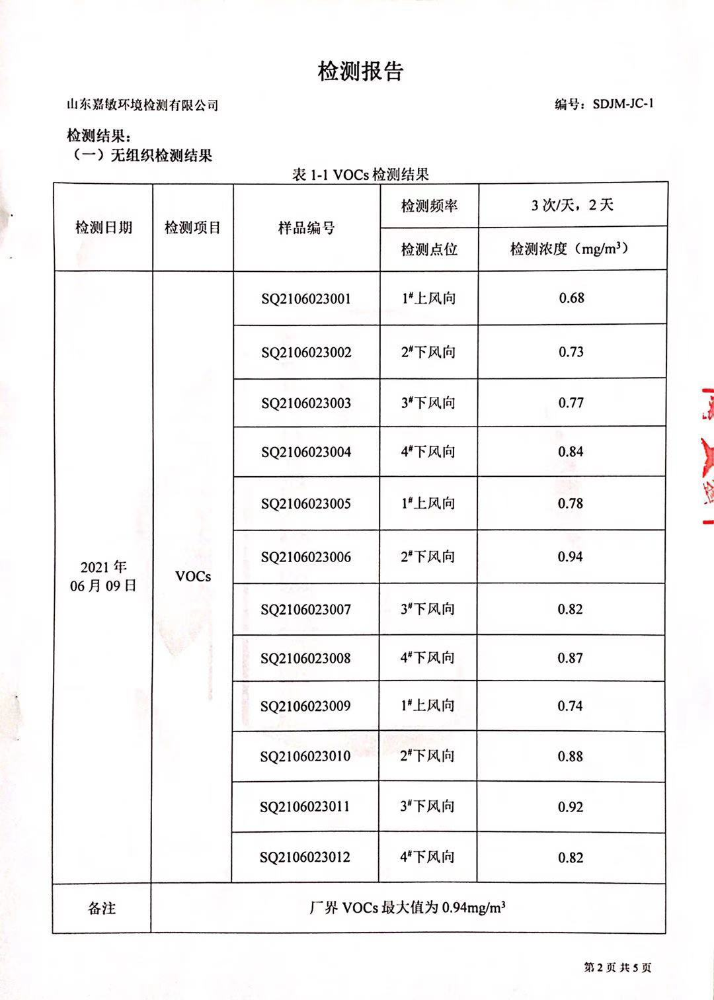 检测报告
山东嘉敏环境检测有限公司 编号：SDJM-JC-1
检测结果：
（一）无组织检测结果
表 1-1 VOCs 检测结果
检测日期 检测项目 样品编号 检测频率 3 次/天，2 天
检测点位 检测浓度（mg/m³）
2021 年
06 月 09 日
VOCs
SQ2106023001 1#上风向 0.68
SQ2106023002 2#下风向 0.73
SQ2106023003 3#下风向 0.77
SQ2106023004 4#下风向 0.84
SQ2106023005 1#上风向 0.78
SQ2106023006 2#下风向 0.94
SQ2106023007 3#下风向 0.82
SQ2106023008 4#下风向 0.87
SQ2106023009 1#上风向 0.74
SQ2106023010 2#下风向 0.88
SQ2106023011 3#下风向 0.92
SQ2106023012 4#下风向 0.82
备注 厂界 VOCs 最大值为 0.94mg/m³
第 2 页 共 5 页